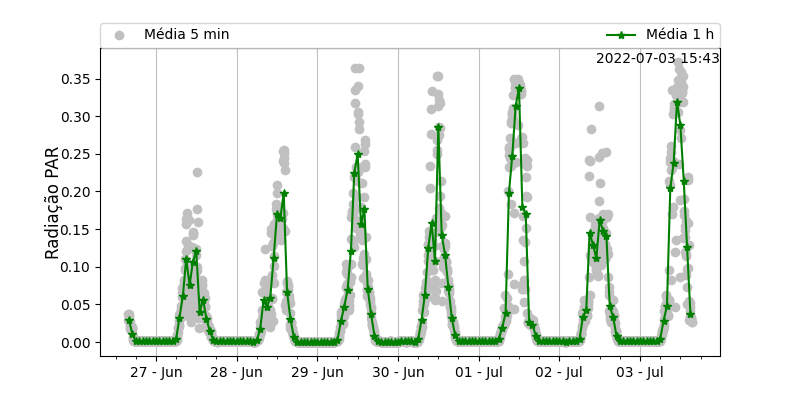 Média 5 min
Média 1 h
2022-07-03 15:43
Radiação PAR
0.35
0.30
0.25
0.20
0.15
0.10
0.05
0.00
27 - Jun
28 - Jun
29 - Jun
30 - Jun
01 - Jul
02 - Jul
03 - Jul